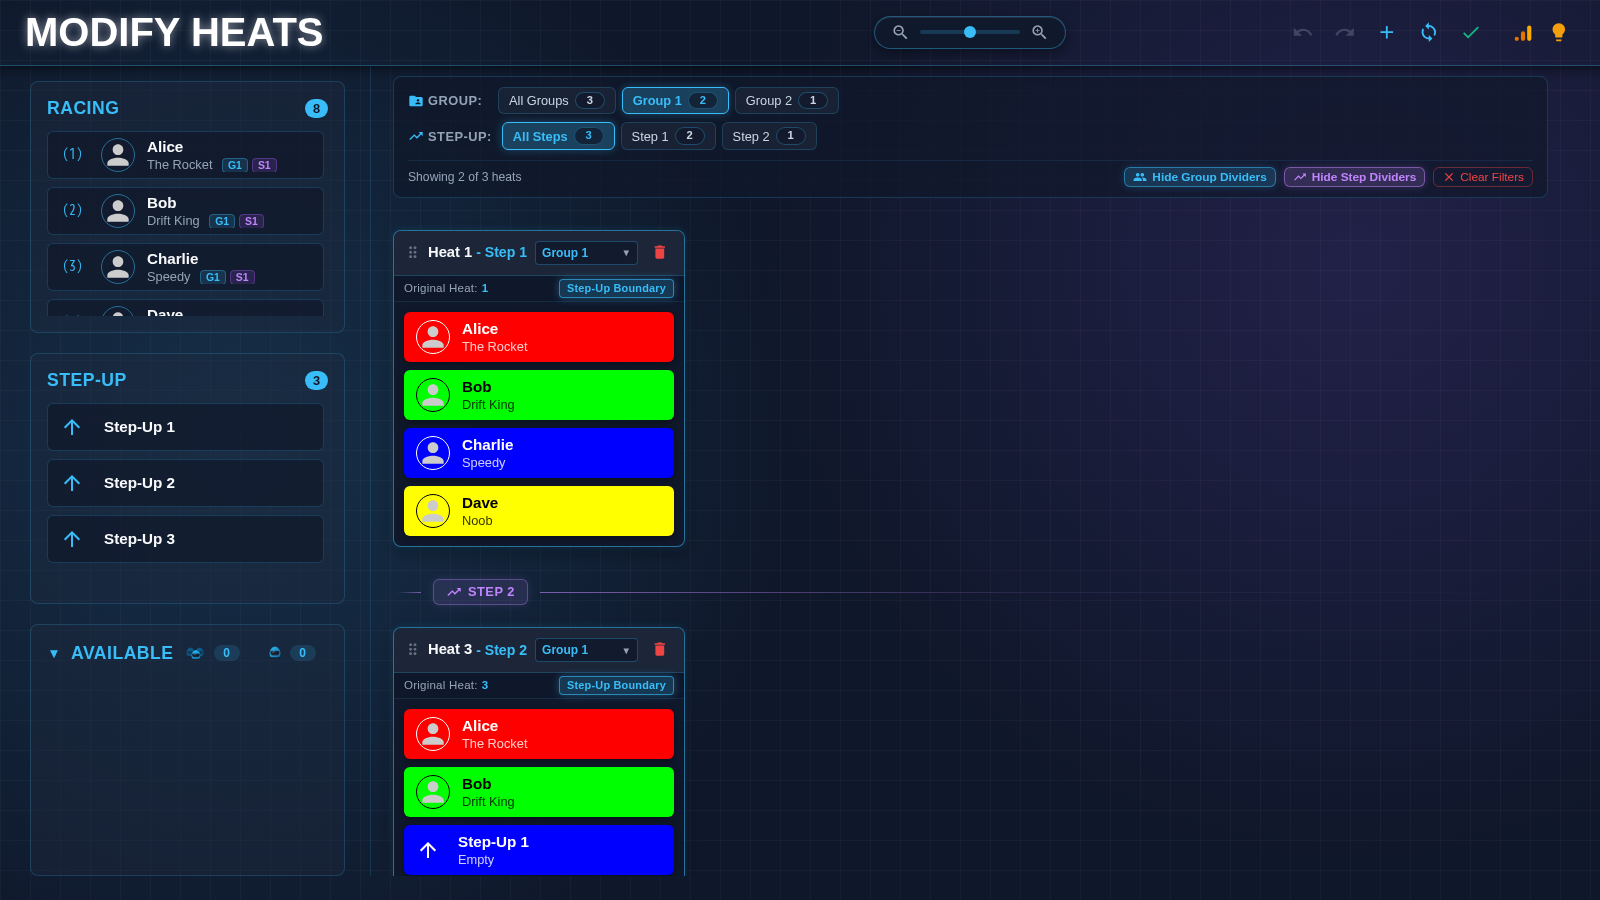 MODIFY HEATS
RACING 8
(1) Alice
The Rocket G1 S1
(2) Bob
Drift King G1 S1
(3) Charlie
Speedy G1 S1
Dave
STEP-UP 3
Step-Up 1
Step-Up 2
Step-Up 3
▼ AVAILABLE 0 0
GROUP: All Groups 3 Group 1 2 Group 2 1
STEP-UP: All Steps 3 Step 1 2 Step 2 1
Showing 2 of 3 heats Hide Group Dividers Hide Step Dividers Clear Filters
Heat 1 - Step 1 Group 1
Original Heat: 1 Step-Up Boundary
Alice
The Rocket
Bob
Drift King
Charlie
Speedy
Dave
Noob
STEP 2
Heat 3 - Step 2 Group 1
Original Heat: 3 Step-Up Boundary
Alice
The Rocket
Bob
Drift King
Step-Up 1
Empty